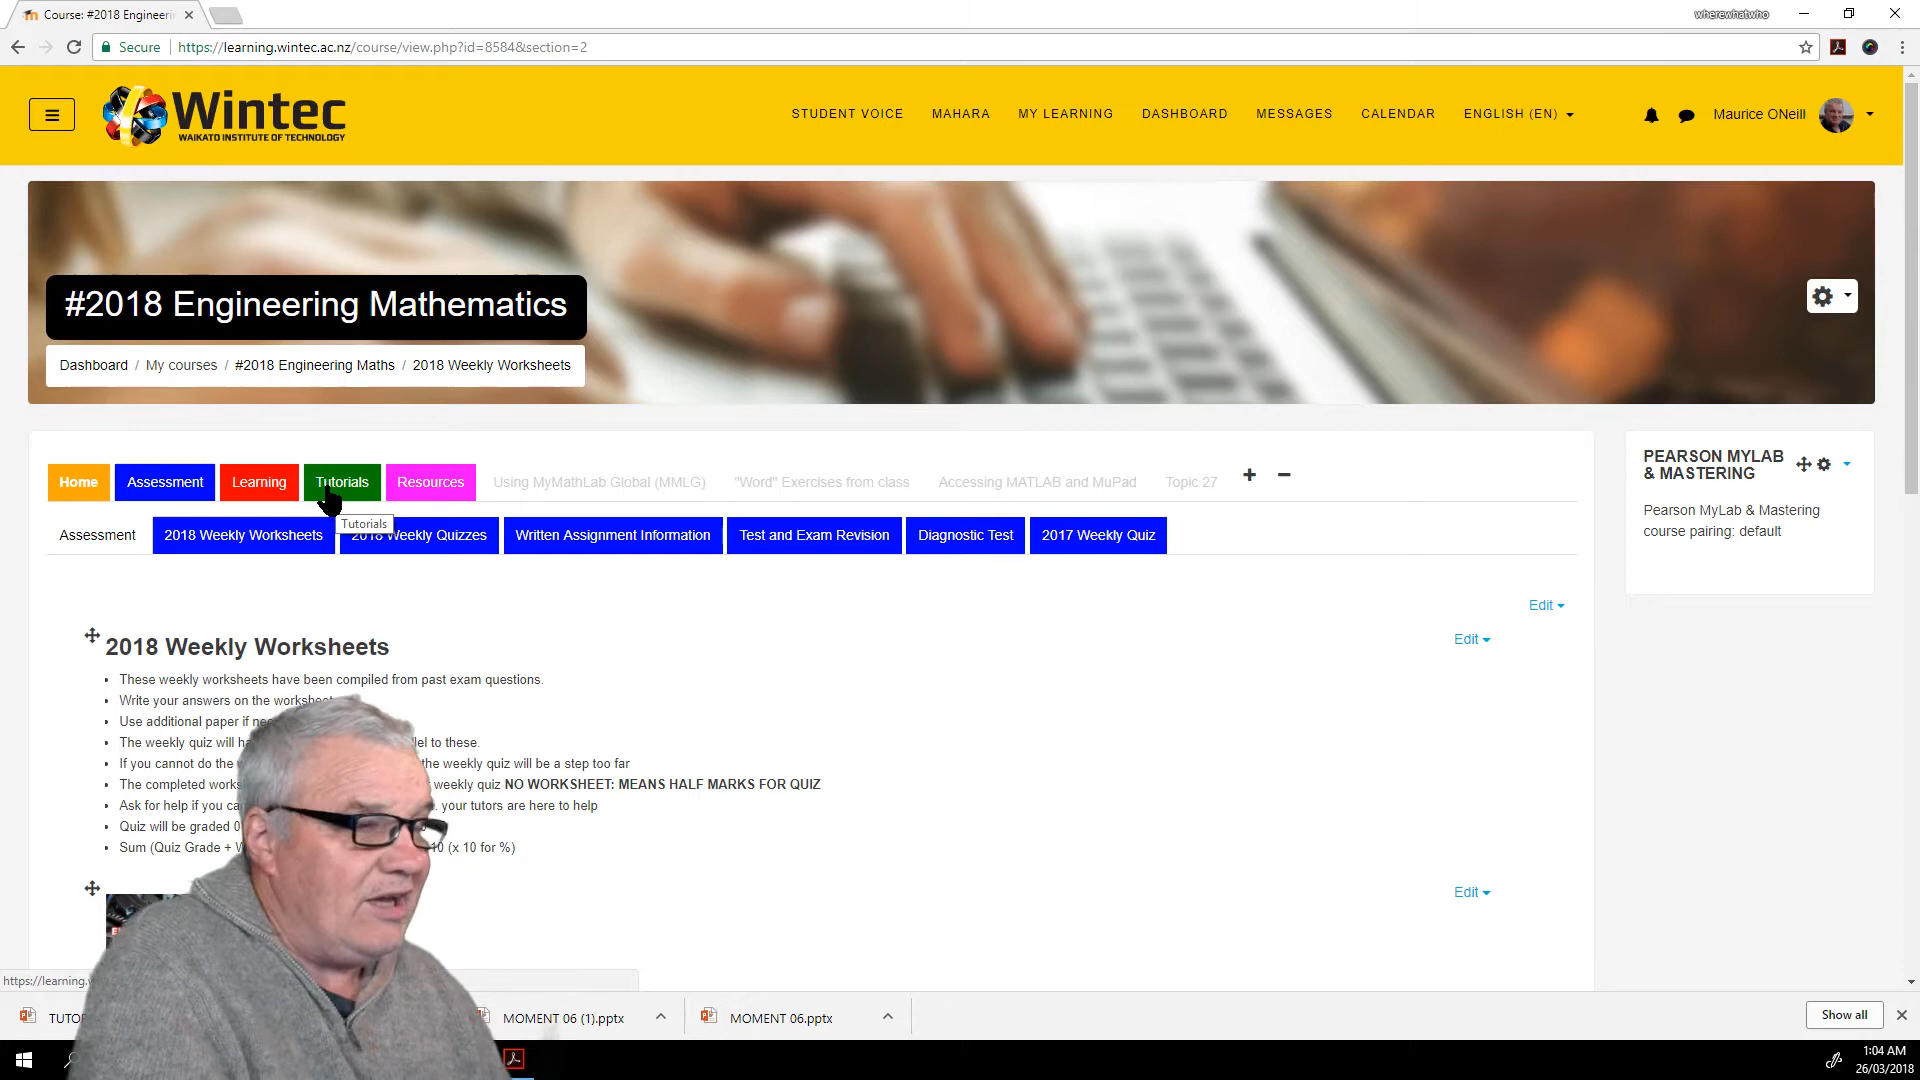 Course: #2018 Engineeri
wherewhatwho
Secure
https://learning.wintec.ac.nz/course/view.php?id=8584&section=2
Wintec
WAIKATO INSTITUTE OF TECHNOLOGY
STUDENT VOICE MAHARA MY LEARNING DASHBOARD MESSAGES CALENDAR ENGLISH (EN)
Maurice ONeill
#2018 Engineering Mathematics
Dashboard / My courses / #2018 Engineering Maths / 2018 Weekly Worksheets
Home Assessment Learning Tutorials Resources Using MyMathLab Global (MMLG) "Word" Exercises from class Accessing MATLAB and MuPad Topic 27
Tutorials
Assessment 2018 Weekly Worksheets 2018 Weekly Quizzes Written Assignment Information Test and Exam Revision Diagnostic Test 2017 Weekly Quiz
PEARSON MYLAB
& MASTERING
Pearson MyLab & Mastering
course pairing: default
Edit
Edit
2018 Weekly Worksheets
These weekly worksheets have been compiled from past exam questions.
Write your answers on the worksheet
Use additional paper if
The weekly quiz will to these.
If you cannot do the the weekly quiz will be a step too far
The completed weekly quiz NO WORKSHEET: MEANS HALF MARKS FOR QUIZ
Ask for help if you your tutors are here to help
Quiz will be graded
Sum (Quiz Grade + 10 (x 10 for %)
Edit
https://learning.
MOMENT 06 (1).pptx
MOMENT 06.pptx
Show all
1:04 AM
26/03/2018